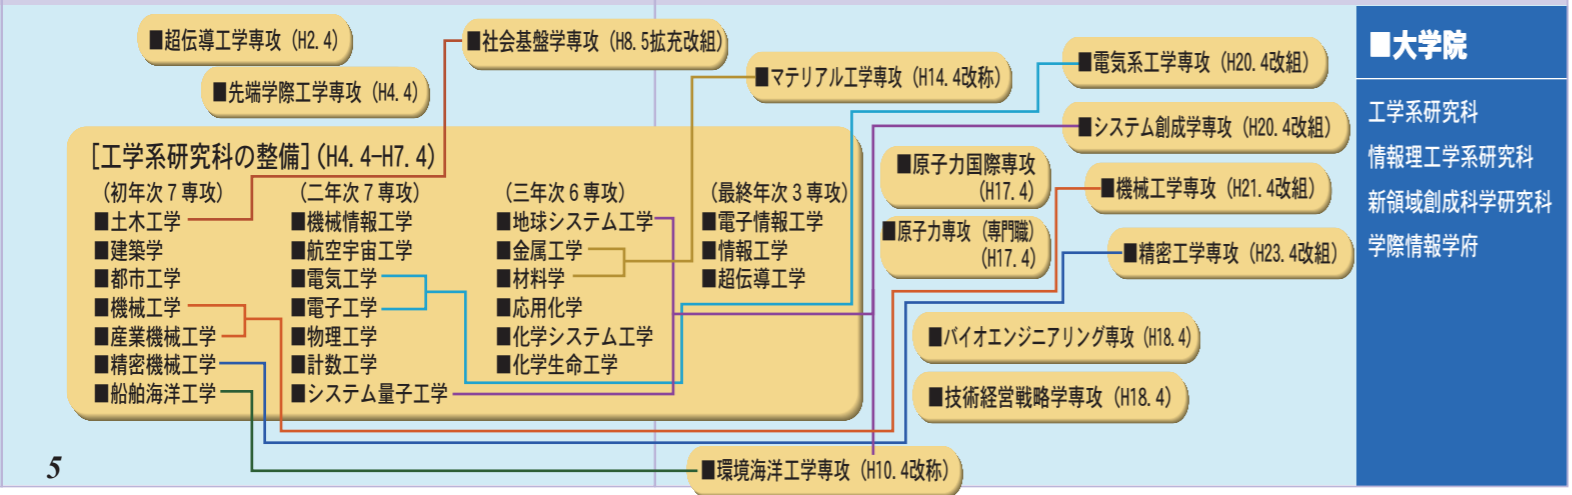 ■超伝導工学専攻（H2.4）
■先端学際工学専攻（H4.4）
■社会基盤学専攻（H8.5拡充改組）
■マテリアル工学専攻（H14.4改称）
■電気系工学専攻（H20.4改組）
■システム創成学専攻（H20.4改組）
■原子力国際専攻
（H17.4）
■原子力専攻（専門職）
（H17.4）
■機械工学専攻（H21.4改組）
■精密工学専攻（H23.4改組）
■バイオエンジニアリング専攻（H18.4）
■技術経営戦略学専攻（H18.4）
■環境海洋工学専攻（H10.4改称）
［工学系研究科の整備］（H4.4−H7.4）
（初年次７専攻）
■土木工学
■建築学
■都市工学
■機械工学
■産業機械工学
■精密機械工学
■船舶海洋工学
（二年次７専攻）
■機械情報工学
■航空宇宙工学
■電気工学
■電子工学
■物理工学
■計数工学
■システム量子工学
（三年次６専攻）
■地球システム工学
■金属工学
■材料学
■応用化学
■化学システム工学
■化学生命工学
（最終年次３専攻）
■電子情報工学
■情報工学
■超伝導工学
■大学院
工学系研究科
情報理工学系研究科
新領域創成科学研究科
学際情報学府
5